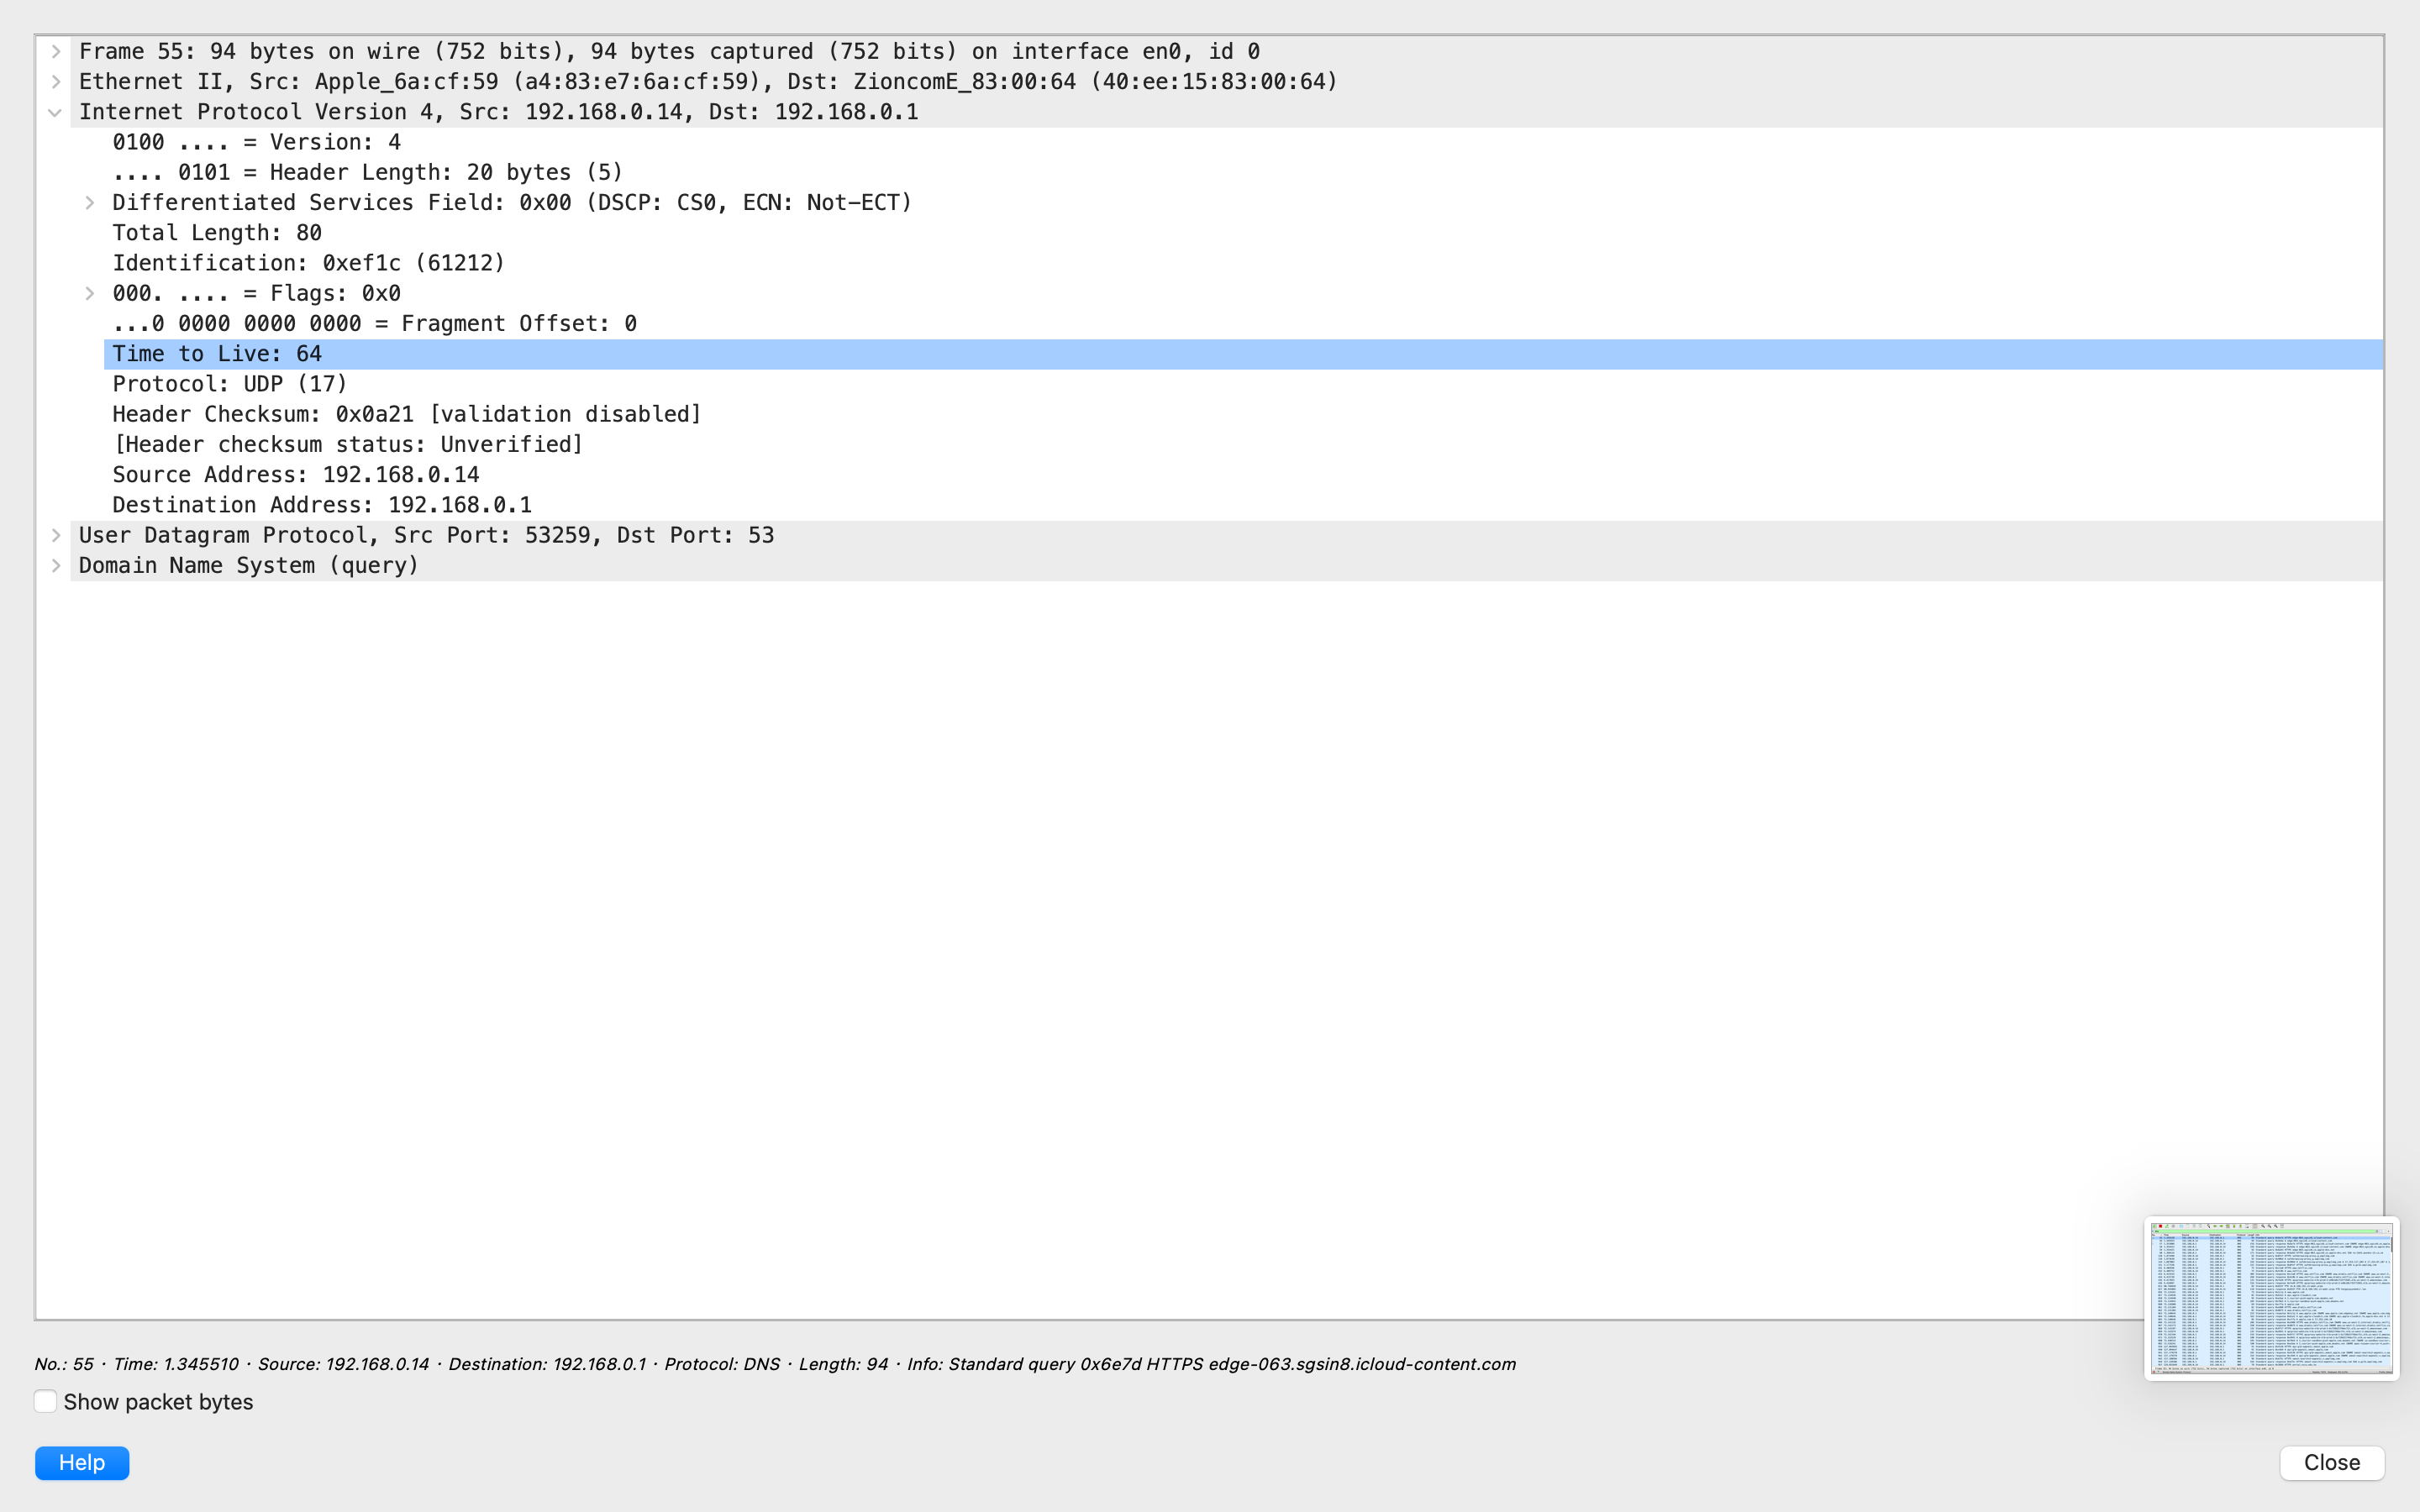 Frame 55: 94 bytes on wire (752 bits), 94 bytes captured (752 bits) on interface en0, id 0
Ethernet II, Src: Apple_6a:cf:59 (a4:83:e7:6a:cf:59), Dst: ZioncomE_83:00:64 (40:ee:15:83:00:64)
Internet Protocol Version 4, Src: 192.168.0.14, Dst: 192.168.0.1
0100 .... = Version: 4
.... 0101 = Header Length: 20 bytes (5)
Differentiated Services Field: 0x00 (DSCP: CS0, ECN: Not-ECT)
Total Length: 80
Identification: 0xef1c (61212)
000. .... = Flags: 0x0
...0 0000 0000 0000 = Fragment Offset: 0
Time to Live: 64
Protocol: UDP (17)
Header Checksum: 0x0a21 [validation disabled]
[Header checksum status: Unverified]
Source Address: 192.168.0.14
Destination Address: 192.168.0.1
User Datagram Protocol, Src Port: 53259, Dst Port: 53
Domain Name System (query)
No.: 55 · Time: 1.345510 · Source: 192.168.0.14 · Destination: 192.168.0.1 · Protocol: DNS · Length: 94 · Info: Standard query 0x6e7d HTTPS edge-063.sgsin8.icloud-content.com
Show packet bytes
Help
Close